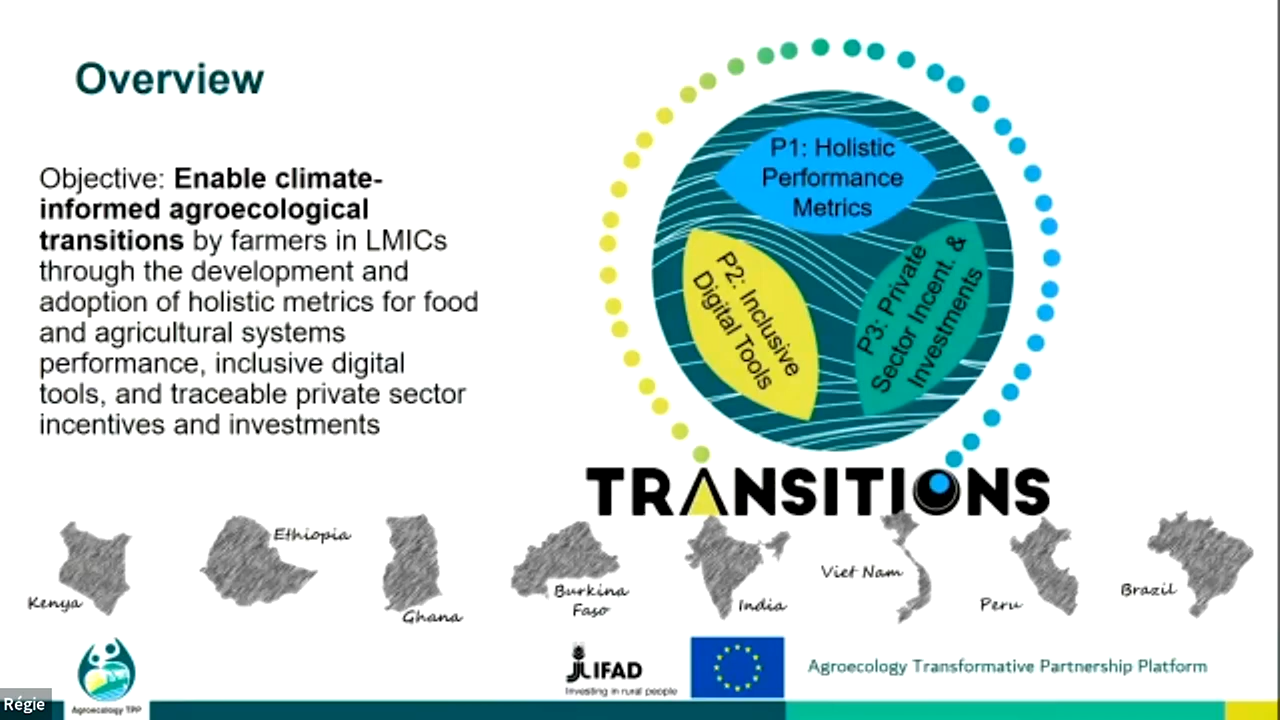 Overview
Objective: Enable climate-
informed agroecological
transitions by farmers in LMICs
through the development and
adoption of holistic metrics for food
and agricultural systems
performance, inclusive digital
tools, and traceable private sector
incentives and investments
P1: Holistic
Performance
Metrics
P2: Inclusive
Digital Tools
P3: Private
Sector Incent. &
Investments
TRANSITIONS
Kenya
Ethiopia
Ghana
Burkina
Faso
India
Viet Nam
Peru
Brazil
Agroecology TPP
IFAD
Investing in rural people
Agroecology Transformative Partnership Platform
Régie